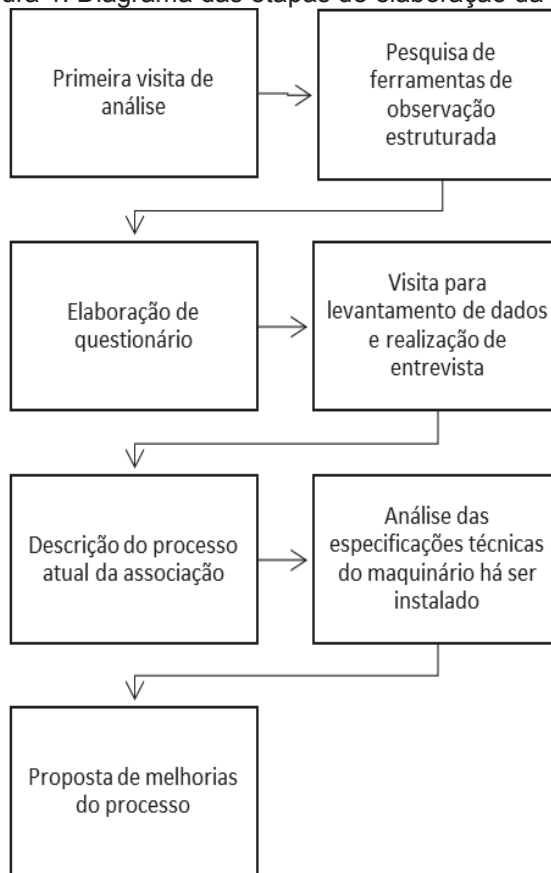 Diagrama das etapas de elaboração da
Primeira visita de
análise
Pesquisa de
ferramentas de
observação
estruturada
Elaboração de
questionário
Visita para
levantamento de dados
e realização de
entrevista
Descrição do processo
atual da associação
Análise das
especificações técnicas
do maquinário há ser
instalado
Proposta de melhorias
do processo